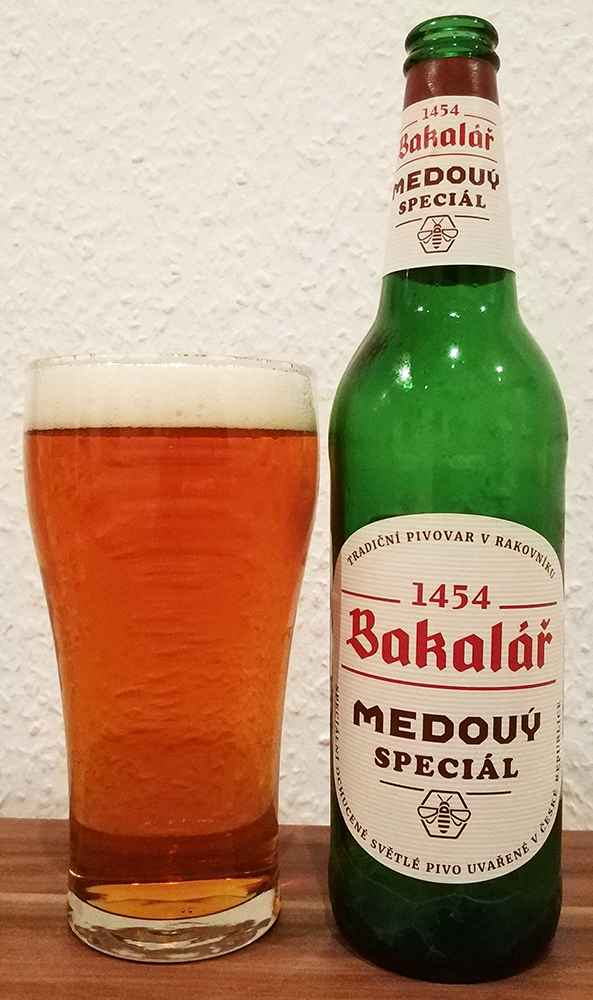 1454
Bakalář
MEDOVÝ
SPECIÁL
TRADIČNÍ PIVOVAR V RAKOVNÍKU
1454
Bakalář
MEDOVÝ
SPECIÁL
OCHUCENÉ SVĚTLÉ PIVO UVAŘENÉ V ČESKÉ REPUBLICE